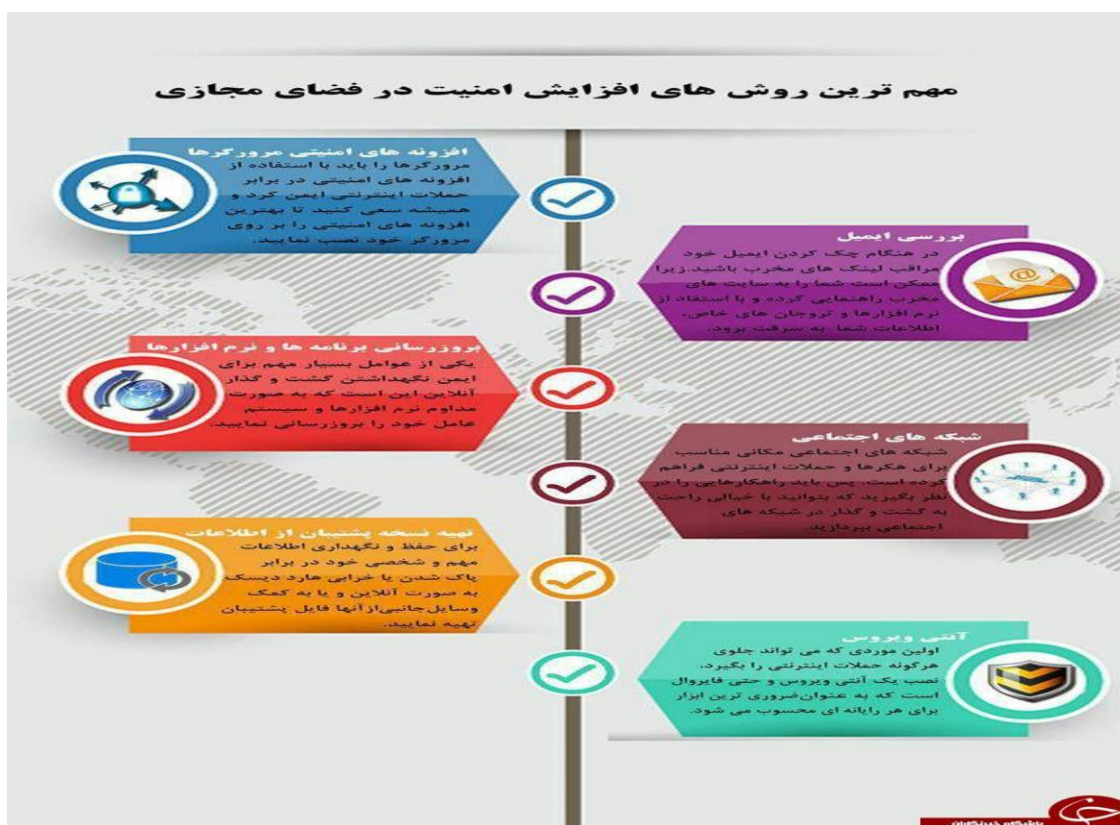 مهم ترین روش های افزایش امنیت در فضای مجازی
افزونه های امنیتی مرورگرها
مرورگرها را باید با استفاده از
افزونه های امنیتی در برابر
حملات اینترنتی ایمن کرد و
همیشه سعی کنید تا بهترین
افزونه های امنیتی را بر روی
مرورگر خود نصب نمایید.
بررسی ایمیل
در هنگام چک کردن ایمیل خود
مراقب لینک های مخرب باشید.زیرا
ممکن است شما را به سایت های
مخرب راهنمایی کرده و با استفاد از
نرم افزارها و تروجان های خاص،
اطلاعات شما به سرقت برود.
بروزرسانی برنامه ها و نرم افزارها
یکی از عوامل بسیار مهم برای
ایمن نگهداشتن گشت و گذار
آنلاین این است که به صورت
مداوم نرم افزارها و سیستم
عامل خود را بروزرسانی نمایید.
شبکه های اجتماعی
شبکه های اجتماعی مکانی مناسب
برای هکرها و حملات اینترنتی فراهم
کرده است. پس باید راهکارهایی را در
نظر بگیرید که بتوانید با خیالی راحت
به گشت و گذار در شبکه های
اجتماعی بپردازید.
تهیه نسخه پشتیبان از اطلاعات
برای حفظ و نگهداری اطلاعات
مهم و شخصی خود در برابر
پاک شدن یا خرابی هارد دیسک
به صورت آنلاین و یا به کمک
وسایل‌جانبی‌ازآنها فایل پشتیبان
تهیه نمایید.
آنتی ویروس
اولین موردی که می تواند جلوی
هرگونه حملات اینترنتی را بگیرد،
نصب یک آنتی ویروس و حتی فایروال
است که به عنوان‌ضروری ترین ابزار
برای هر رایانه ای محسوب می شود.
باشگاه خبرنگاران